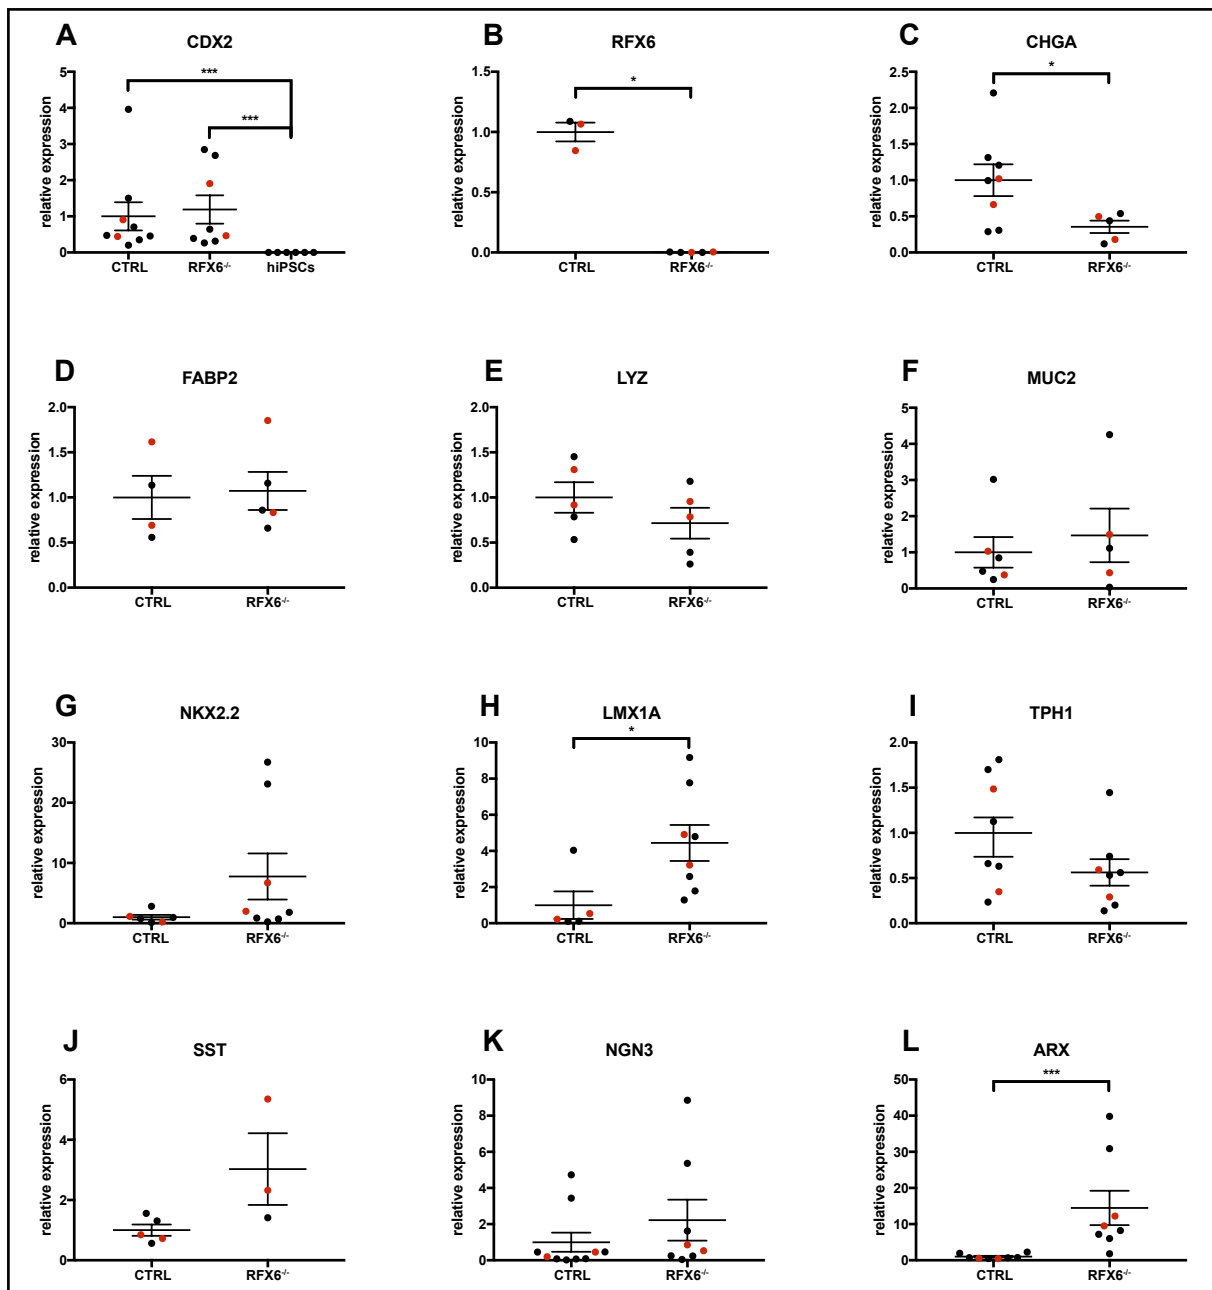 A CDX2
B RFX6
C CHGA
relative expression
5
4
3
2
1
0
***
***
CTRL RFX6-/- hiPSCs
relative expression
1.5
1.0
0.5
0.0
*
CTRL RFX6-/-
relative expression
2.5
2.0
1.5
1.0
0.5
0.0
*
CTRL RFX6-/-
D FABP2
E LYZ
F MUC2
relative expression
2.0
1.5
1.0
0.5
0.0
CTRL RFX6-/-
relative expression
2.0
1.5
1.0
0.5
0.0
CTRL RFX6-/-
relative expression
5
4
3
2
1
0
CTRL RFX6-/-
G NKX2.2
H LMX1A
I TPH1
relative expression
30
20
10
0
CTRL RFX6-/-
relative expression
10
8
6
4
2
0
*
CTRL RFX6-/-
relative expression
2.0
1.5
1.0
0.5
0.0
CTRL RFX6-/-
J SST
K NGN3
L ARX
relative expression
6
4
2
0
CTRL RFX6-/-
relative expression
10
8
6
4
2
0
CTRL RFX6-/-
relative expression
50
40
30
20
10
0
***
CTRL RFX6-/-